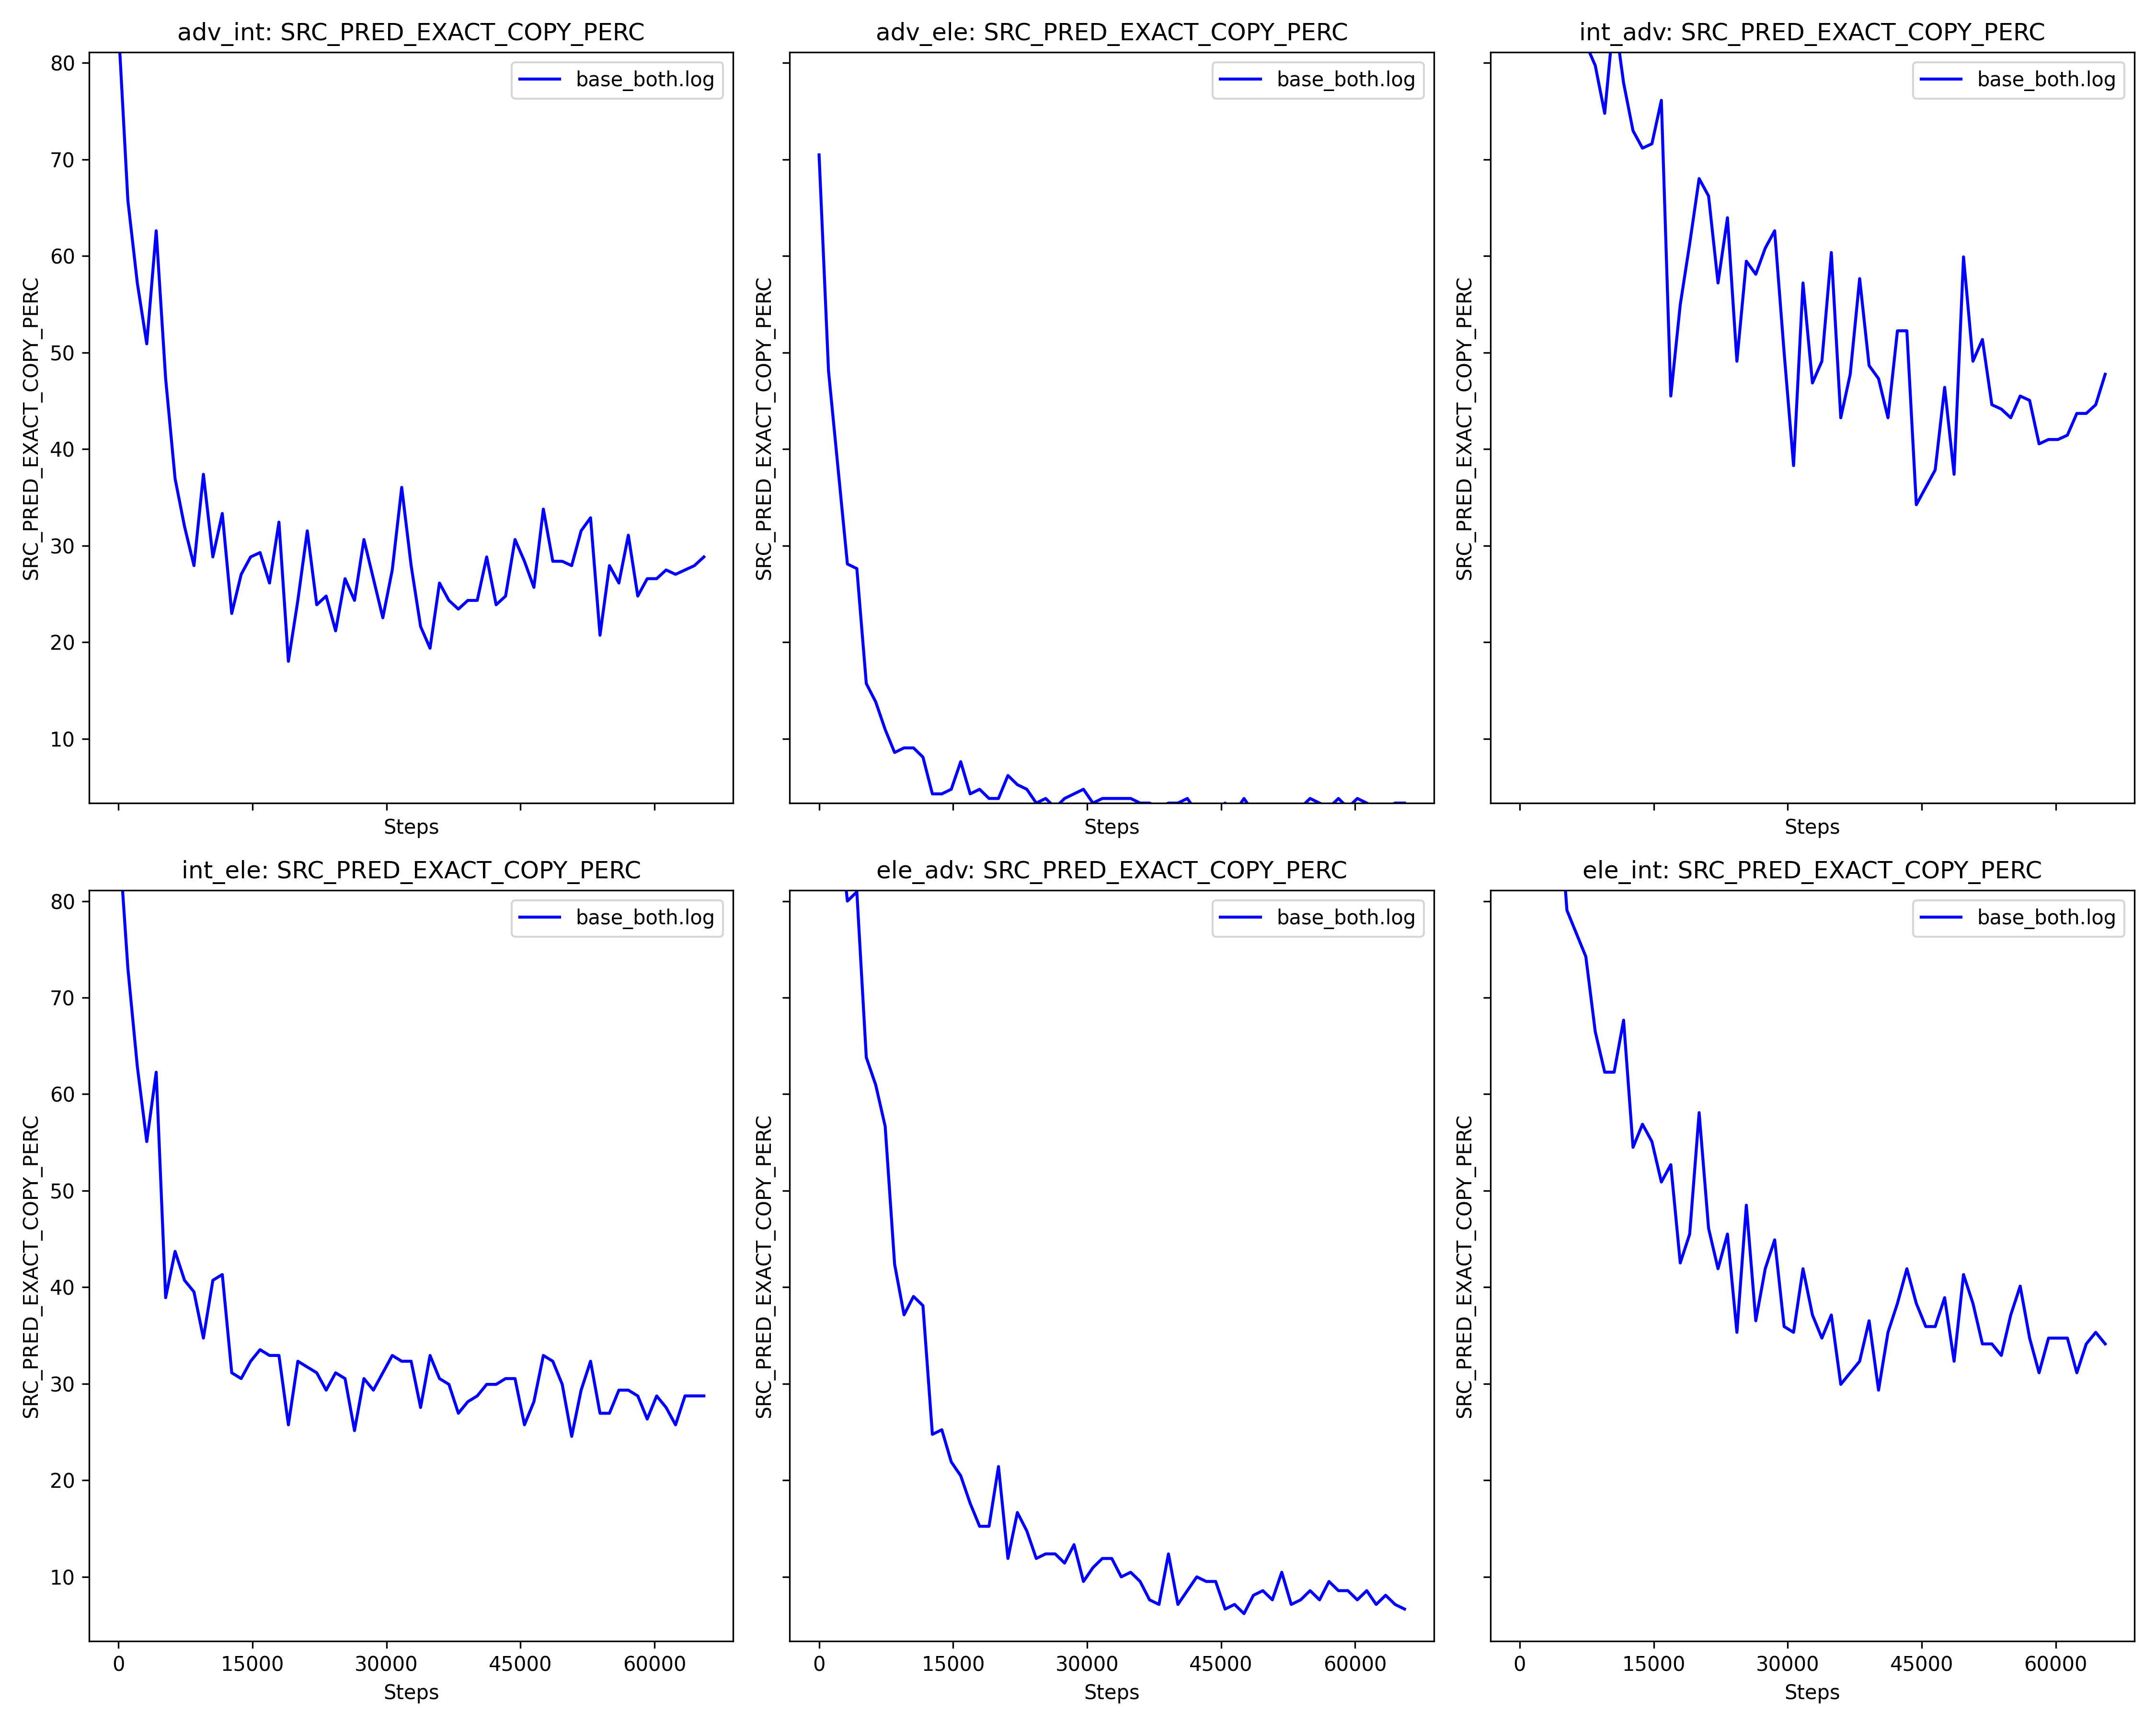 adv_int: SRC_PRED_EXACT_COPY_PERC
adv_ele: SRC_PRED_EXACT_COPY_PERC
int_adv: SRC_PRED_EXACT_COPY_PERC
base_both.log
base_both.log
base_both.log
SRC_PRED_EXACT_COPY_PERC
SRC_PRED_EXACT_COPY_PERC
SRC_PRED_EXACT_COPY_PERC
80
70
60
50
40
30
20
10
Steps
Steps
Steps
int_ele: SRC_PRED_EXACT_COPY_PERC
ele_adv: SRC_PRED_EXACT_COPY_PERC
ele_int: SRC_PRED_EXACT_COPY_PERC
base_both.log
base_both.log
base_both.log
SRC_PRED_EXACT_COPY_PERC
SRC_PRED_EXACT_COPY_PERC
SRC_PRED_EXACT_COPY_PERC
80
70
60
50
40
30
20
10
0 15000 30000 45000 60000
0 15000 30000 45000 60000
0 15000 30000 45000 60000
Steps
Steps
Steps